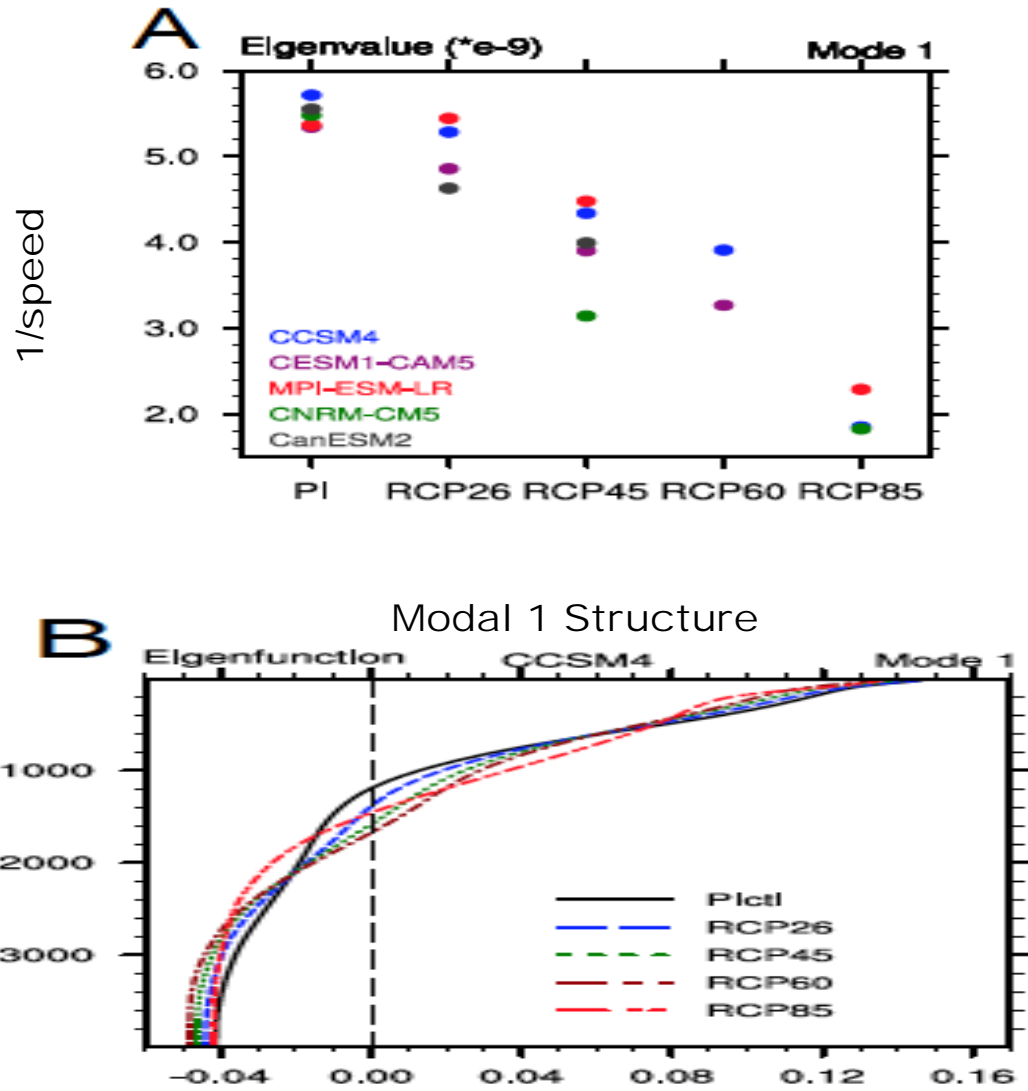 A
Eigenvalue (*e-9) Mode 1
6.0
5.0
4.0
3.0
2.0
1/speed
CCSM4
CESM1-CAM5
MPI-ESM-LR
CNRM-CM5
CanESM2
PI RCP26 RCP45 RCP60 RCP85
Modal 1 Structure
B
Eigenfunction CCSM4 Mode 1
1000
2000
3000
PIctl
RCP26
RCP45
RCP60
RCP85
-0.04 0.00 0.04 0.08 0.12 0.16